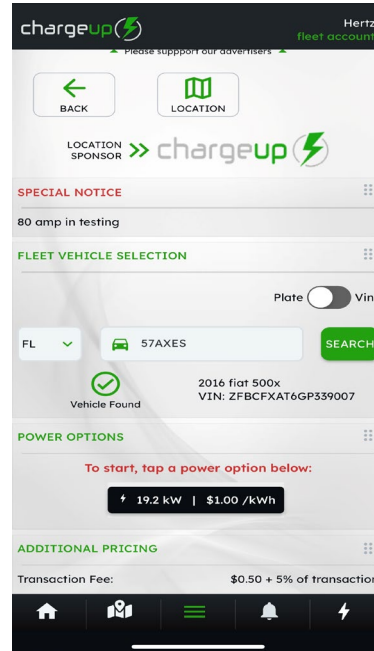 chargeup
Hertz
fleet account
Please suppport our advertisers
BACK
LOCATION
LOCATION
SPONSOR >> chargeup
SPECIAL NOTICE
80 amp in testing
FLEET VEHICLE SELECTION
Plate Vin
FL 57AXES SEARCH
Vehicle Found
2016 fiat 500x
VIN: ZFBCFXAT6GP339007
POWER OPTIONS
To start, tap a power option below:
19.2 kW | $1.00 /kWh
ADDITIONAL PRICING
Transaction Fee: $0.50 + 5% of transaction